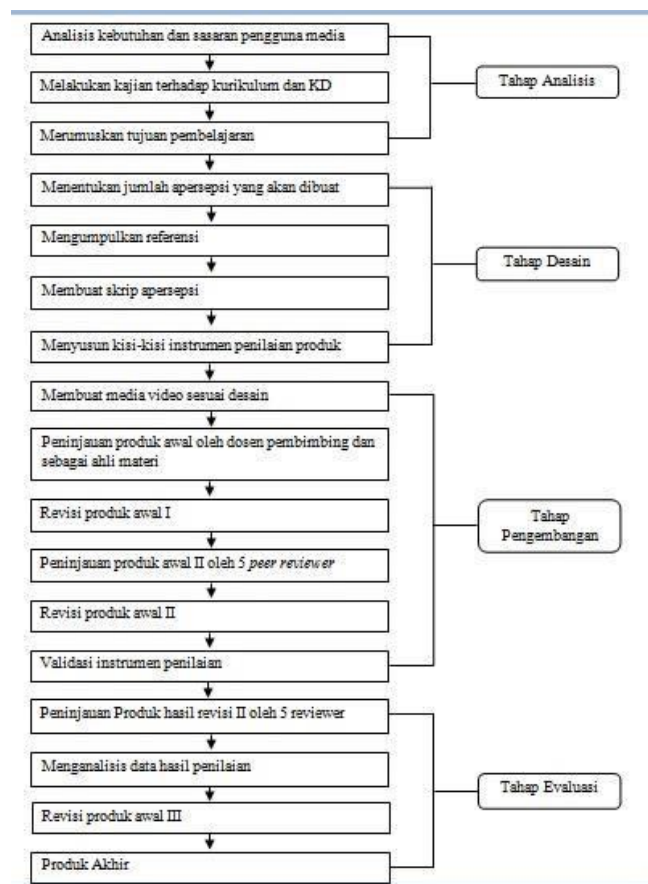 Analisis kebutuhan dan sasaran pengguna media
Melakukan kajian terhadap kurikulum dan KD
Merumuskan tujuan pembelajaran
Tahap Analisis
Menentukan jumlah apersepsi yang akan dibuat
Mengumpulkan referensi
Membuat skrip apersepsi
Menyusun kisi-kisi instrumen penilaian produk
Tahap Desain
Membuat media video sesuai desain
Peninjauan produk awal oleh dosen pembimbing dan
sebagai ahli materi
Revisi produk awal I
Peninjauan produk awal II oleh 5 peer reviewer
Revisi produk awal II
Validasi instrumen penilaian
Tahap
Pengembangan
Peninjauan Produk hasil revisi II oleh 5 reviewer
Menganalisis data hasil penilaian
Revisi produk awal III
Produk Akhir
Tahap Evaluasi